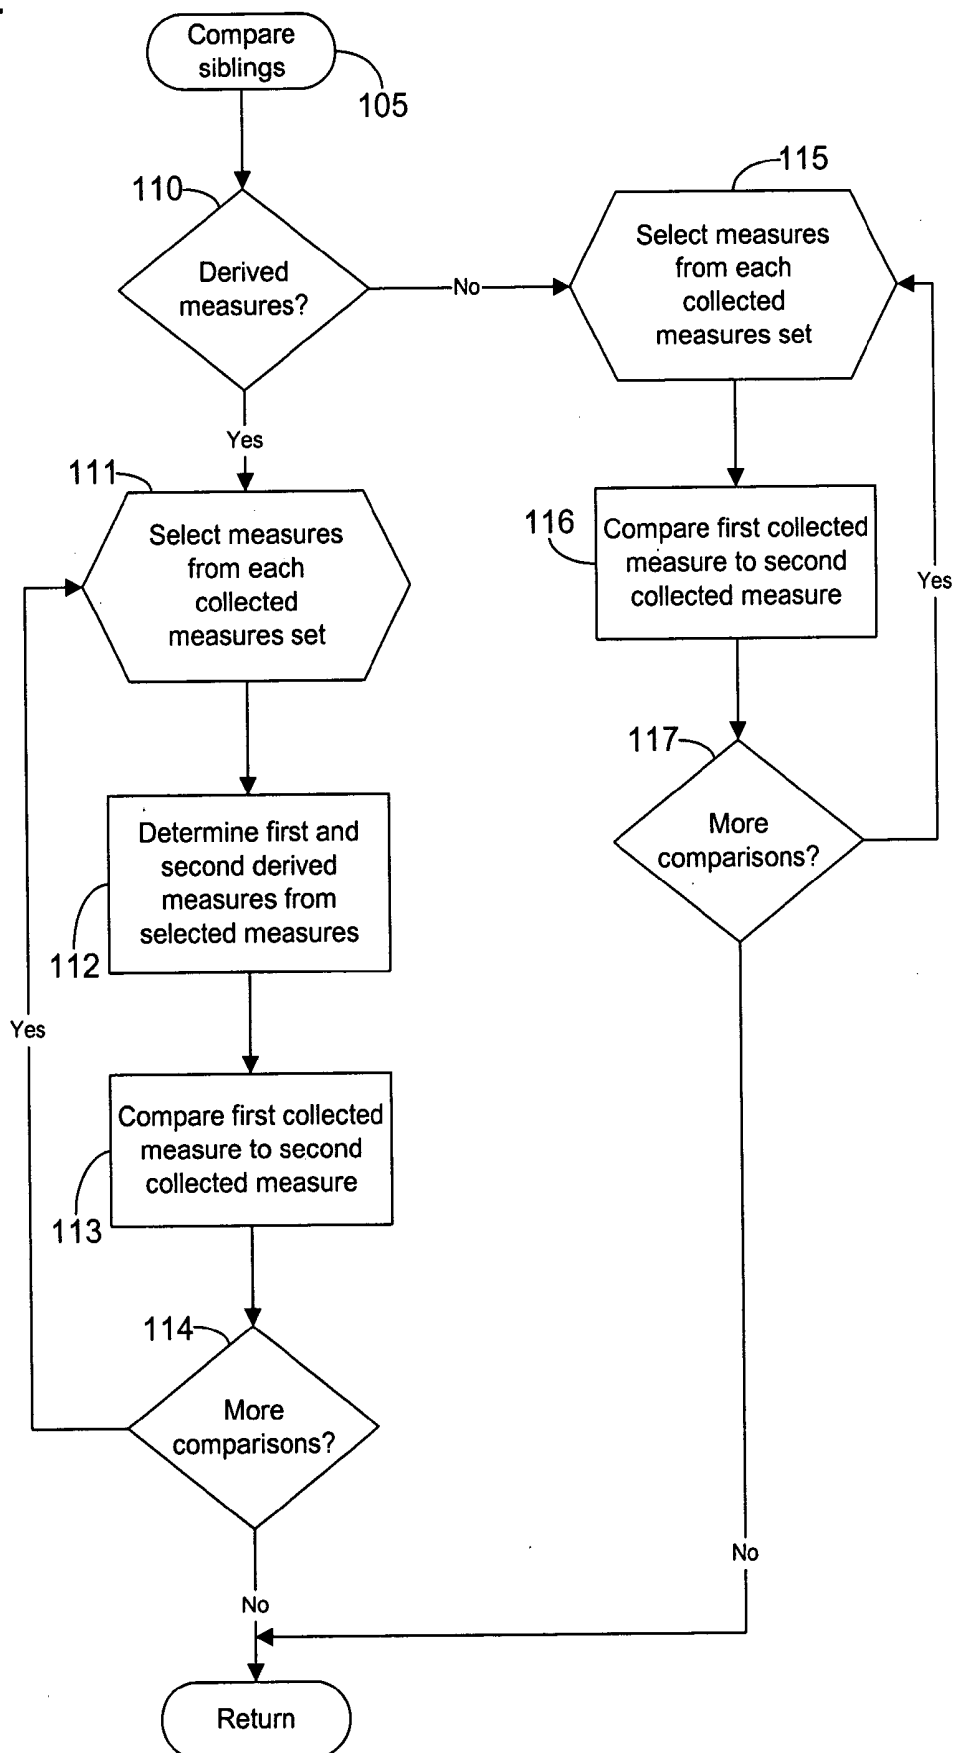 Compare
siblings
105
110
Derived
measures?
No
Yes
115
Select measures
from each
collected
measures set
111
Select measures
from each
collected
measures set
116
Compare first collected
measure to second
collected measure
Yes
117
More
comparisons?
Determine first and
second derived
measures from
selected measures
112
Yes
Compare first collected
measure to second
collected measure
113
114
More
comparisons?
No
No
Return